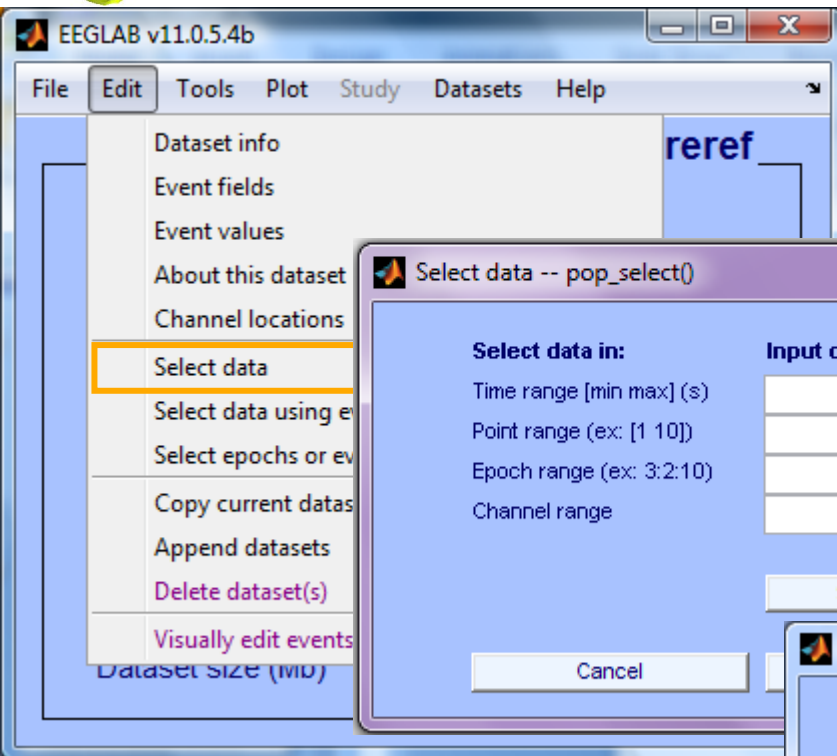 EEGLAB v11.0.5.4b
File Edit Tools Plot Study Datasets Help
reref
Dataset info
Event fields
Event values
About this dataset
Channel locations
Select data
Select data using
Select epochs or
Copy current
Append datasets
Delete dataset(s)
Visually edit events
Dataset size (Mb)
Select data -- pop_select()
Select data in:
Input
Time range [min max] (s)
Point range (ex: [1 10])
Epoch range (ex: 3:2:10)
Channel range
Cancel